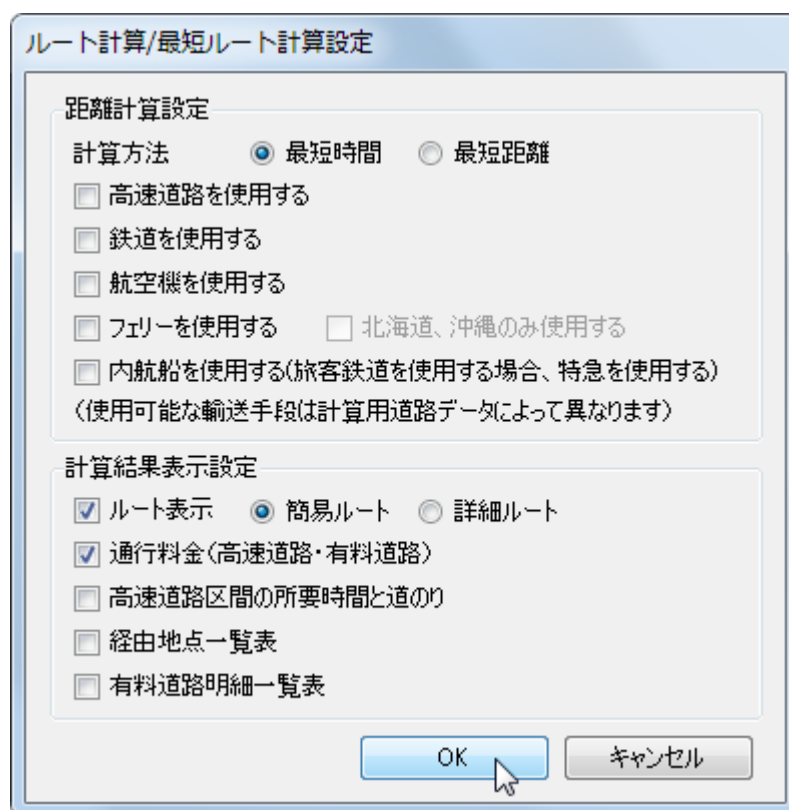 ルート計算/最短ルート計算設定
距離計算設定
計算方法 最短時間 最短距離
高速道路を使用する
鉄道を使用する
航空機を使用する
フェリーを使用する 北海道、沖縄のみ使用する
内航船を使用する(旅客鉄道を使用する場合、特急を使用する)
(使用可能な輸送手段は計算用道路データによって異なります)
計算結果表示設定
ルート表示 簡易ルート 詳細ルート
通行料金(高速道路・有料道路)
高速道路区間の所要時間と道のり
経由地点一覧表
有料道路明細一覧表
OK キャンセル